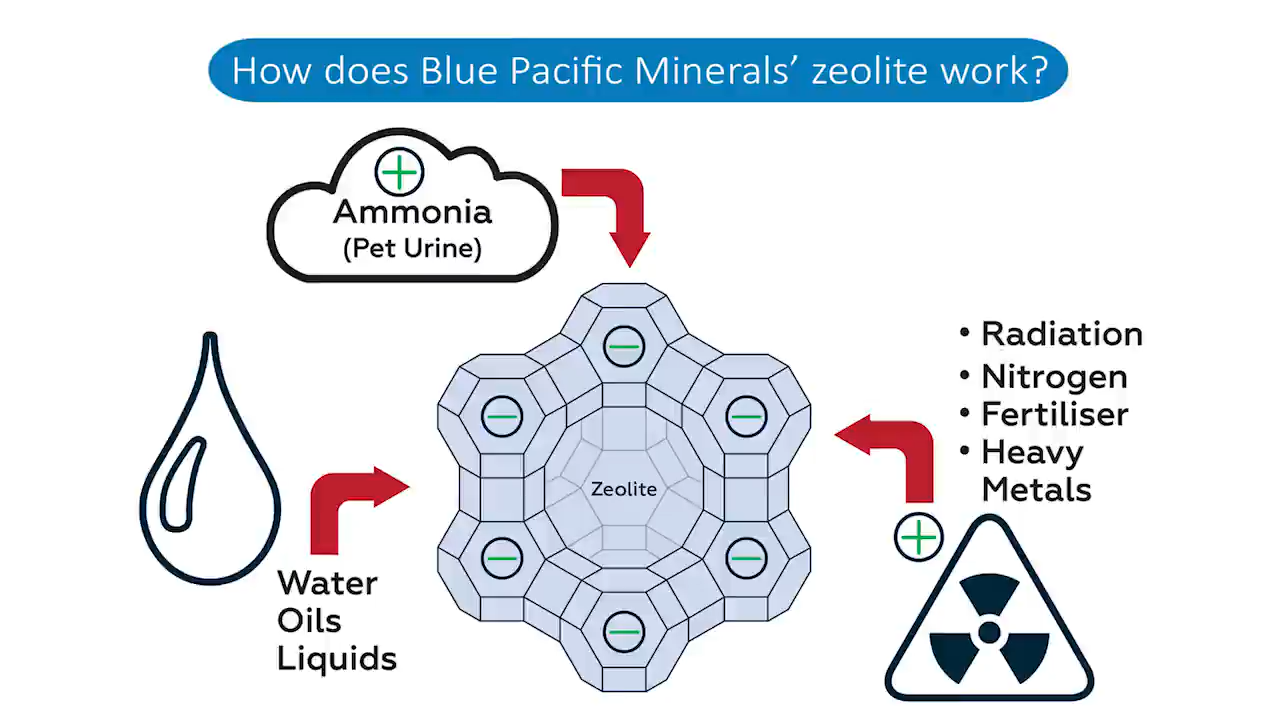 How does Blue Pacific Minerals’ zeolite work?
Ammonia
(Pet Urine)
• Radiation
• Nitrogen
• Fertiliser
• Heavy
Metals
Zeolite
Water
Oils
Liquids